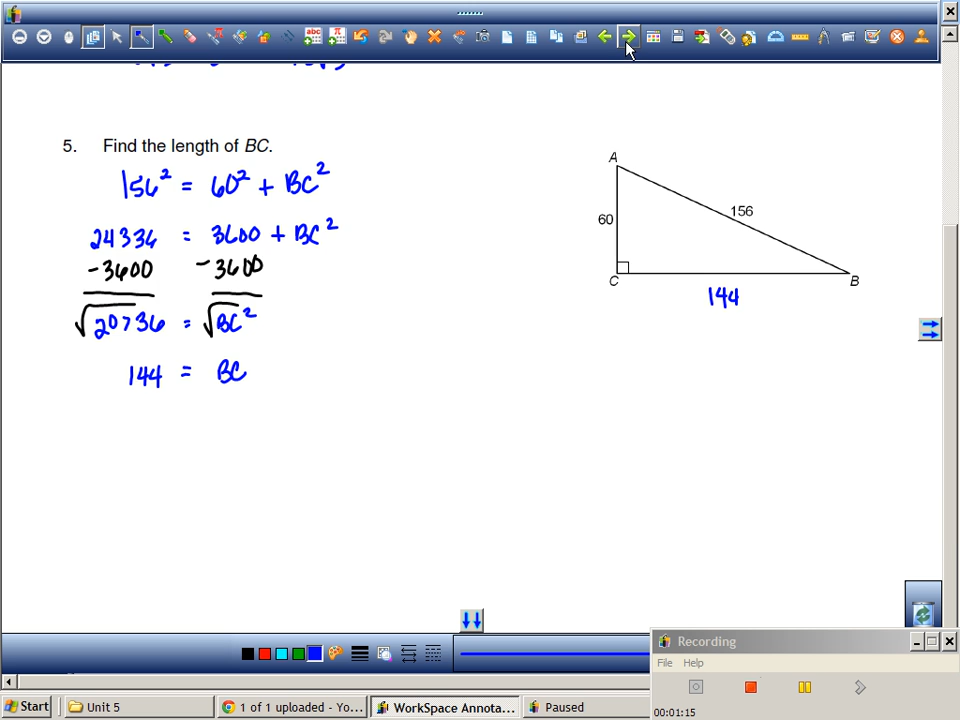 abc
5. Find the length of BC.
156² = 60² + BC²
24336 = 3600 + BC²
-3600 -3600
√20736 = √BC²
144 = BC
A
60
156
C
B
144
Recording
File Help
00:01:15
Start
Unit 5
1 of 1 uploaded - Yo...
WorkSpace Annota...
Paused